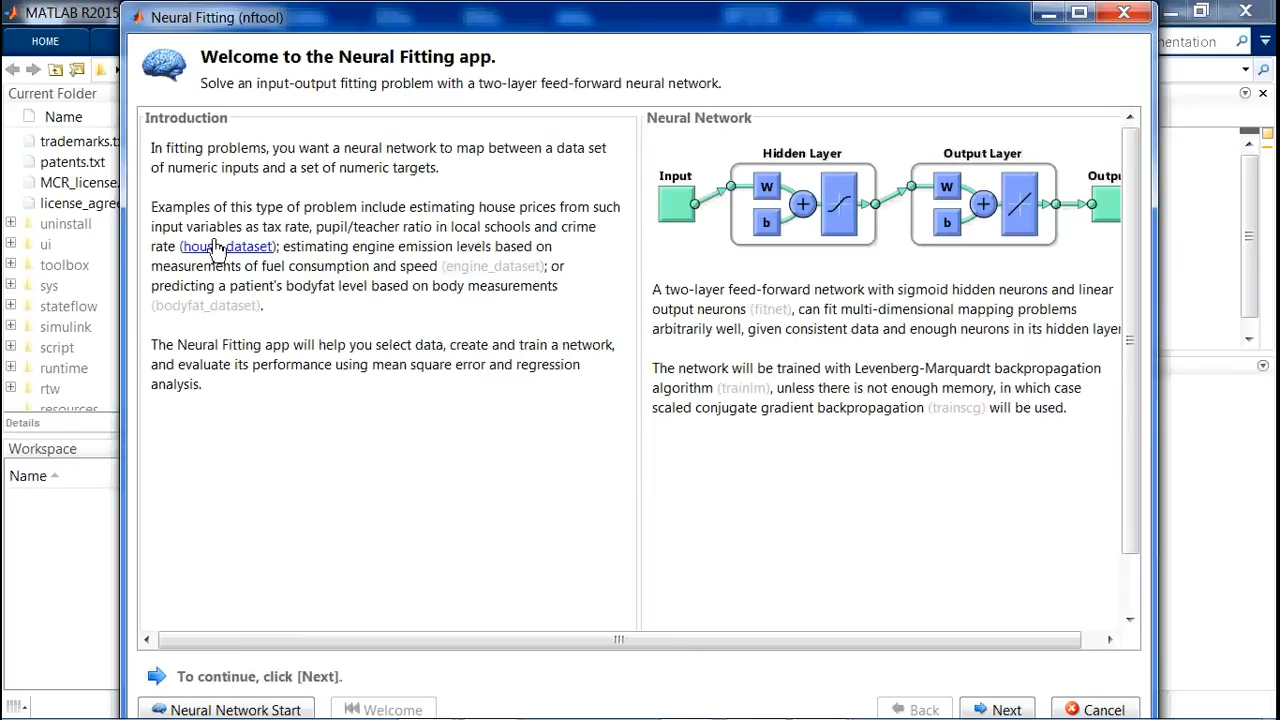 MATLAB R2015
Neural Fitting (nftool)
HOME
entation
Current Folder
Name
trademarks.tx
patents.txt
MCR_license.
license_agre
uninstall
ui
toolbox
sys
stateflow
simulink
script
runtime
rtw
resources
Details
Workspace
Name
Welcome to the Neural Fitting app.
Solve an input-output fitting problem with a two-layer feed-forward neural network.
Introduction
In fitting problems, you want a neural network to map between a data set
of numeric inputs and a set of numeric targets.
Examples of this type of problem include estimating house prices from such
input variables as tax rate, pupil/teacher ratio in local schools and crime
rate (house_dataset); estimating engine emission levels based on
measurements of fuel consumption and speed (engine_dataset); or
predicting a patient's bodyfat level based on body measurements
(bodyfat_dataset).
The Neural Fitting app will help you select data, create and train a network,
and evaluate its performance using mean square error and regression
analysis.
Neural Network
Hidden Layer
Output Layer
Input
Outpu
W
b
+
W
b
+
A two-layer feed-forward network with sigmoid hidden neurons and linear
output neurons (fitnet), can fit multi-dimensional mapping problems
arbitrarily well, given consistent data and enough neurons in its hidden layer
The network will be trained with Levenberg-Marquardt backpropagation
algorithm (trainlm), unless there is not enough memory, in which case
scaled conjugate gradient backpropagation (trainscg) will be used.
To continue, click [Next].
Neural Network Start
Welcome
Back
Next
Cancel